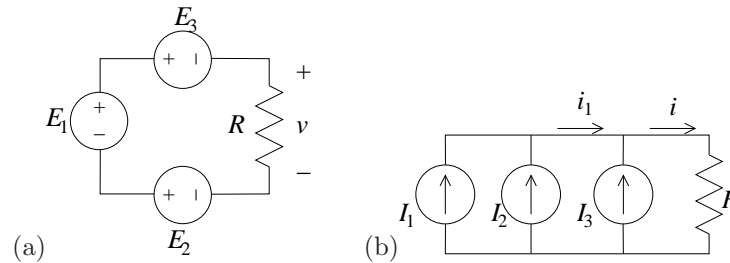 E3
+ − +
E1 + − R v
+ − −
E2
(a)
i1 i
I1 I2 I3 R
(b)